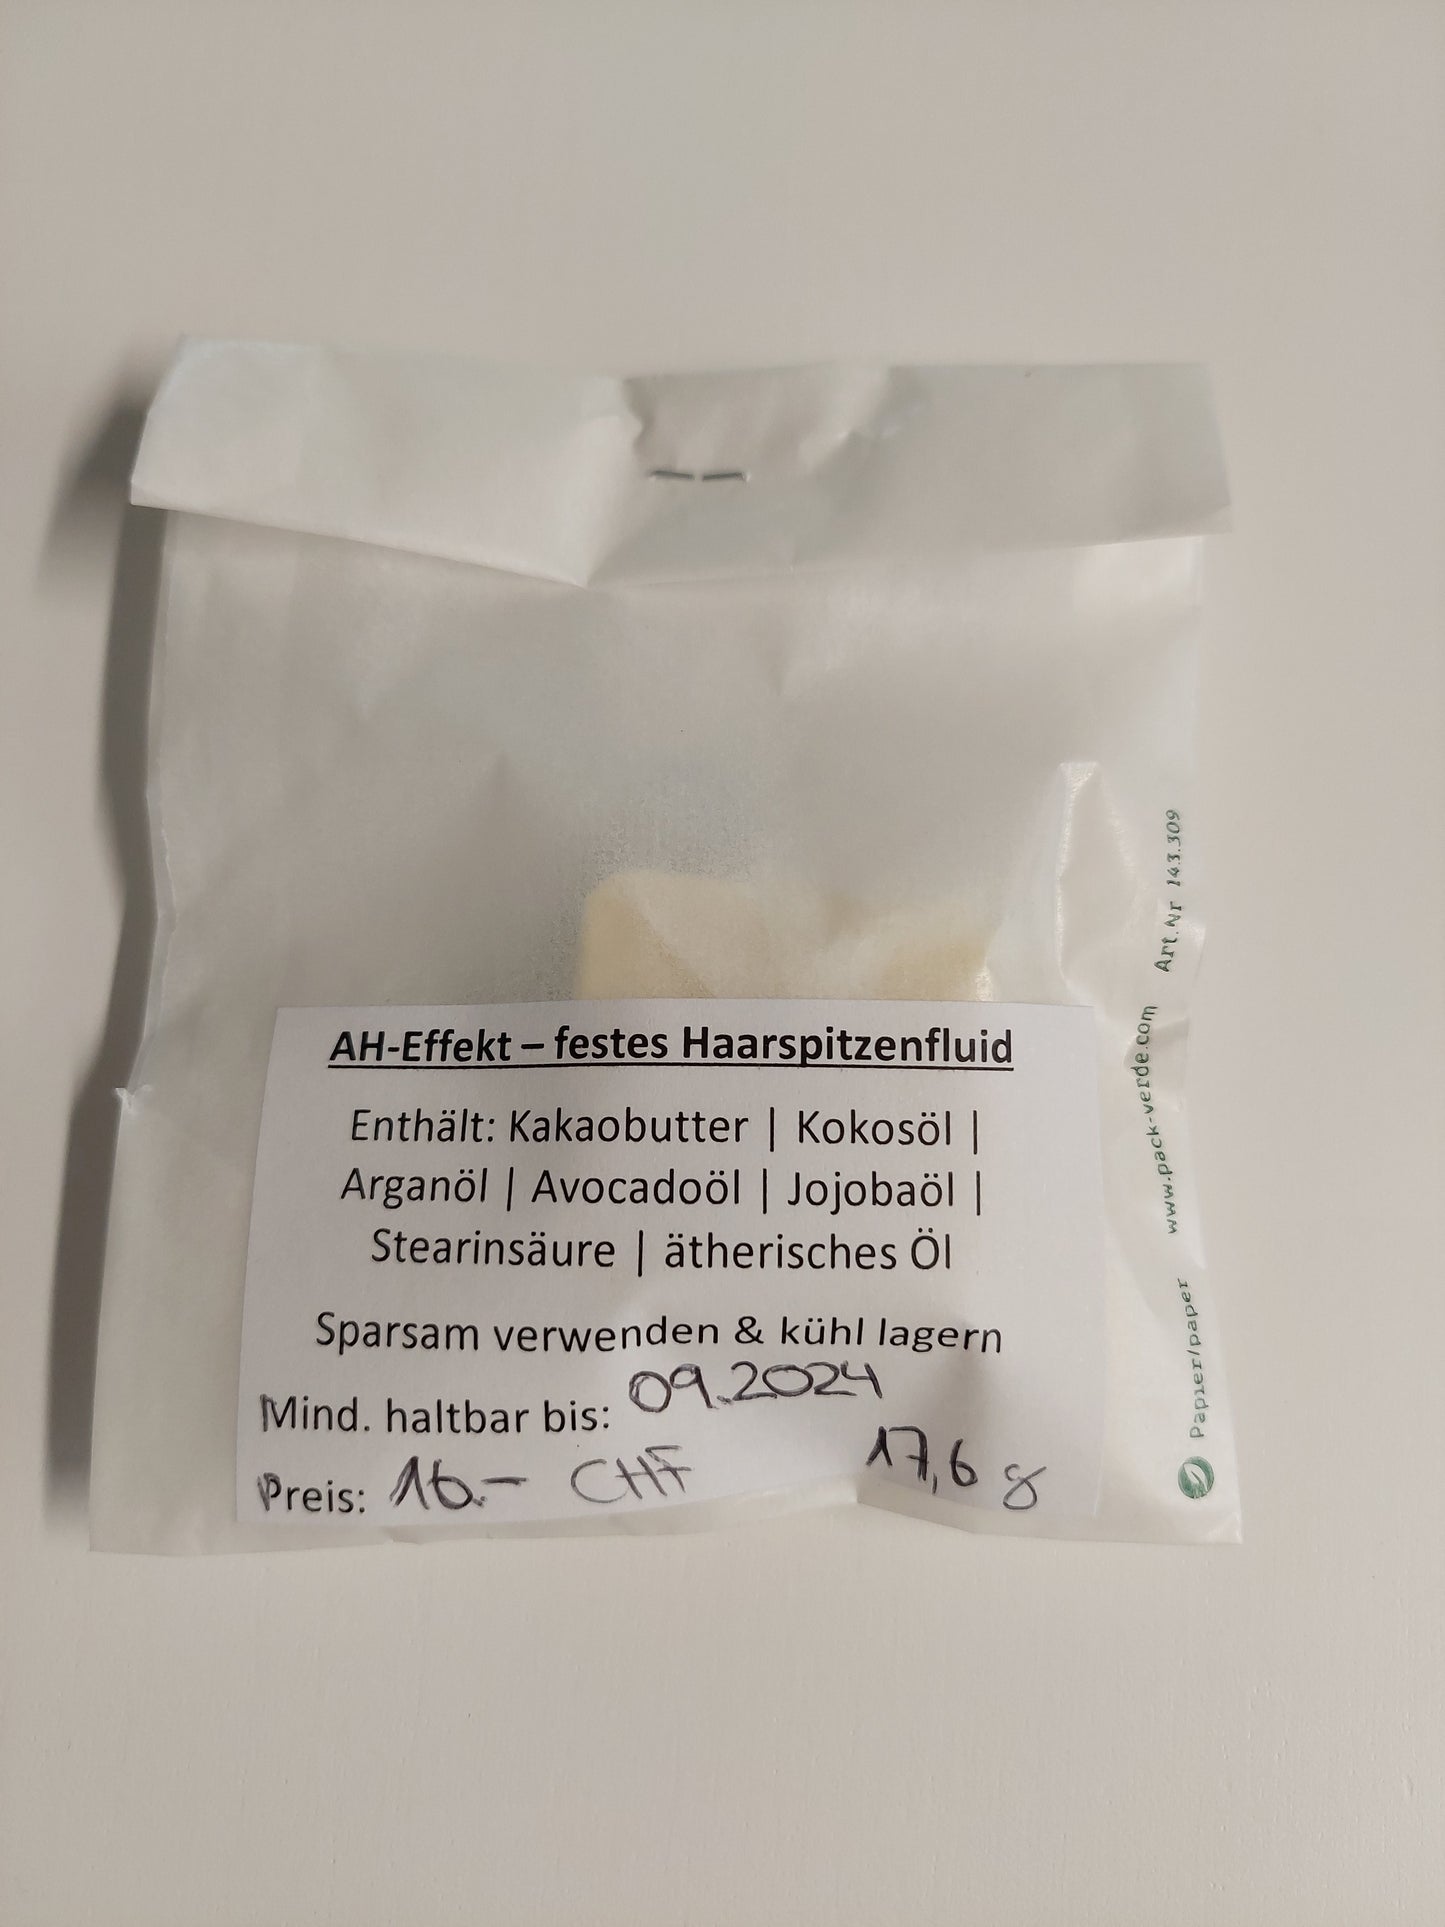 AH-Effekt – festes Haarspitzenfluid
Enthält: Kakaobutter | Kokosöl |
Arganöl | Avocadoöl | Jojobaöl |
Stearinsäure | ätherisches Öl
Sparsam verwenden & kühl lagern
Mind. haltbar bis: 09.2024
Preis: 16.- CHF 17,6 g
Papier/paper www.pack-verde.com Art.Nr 143.309